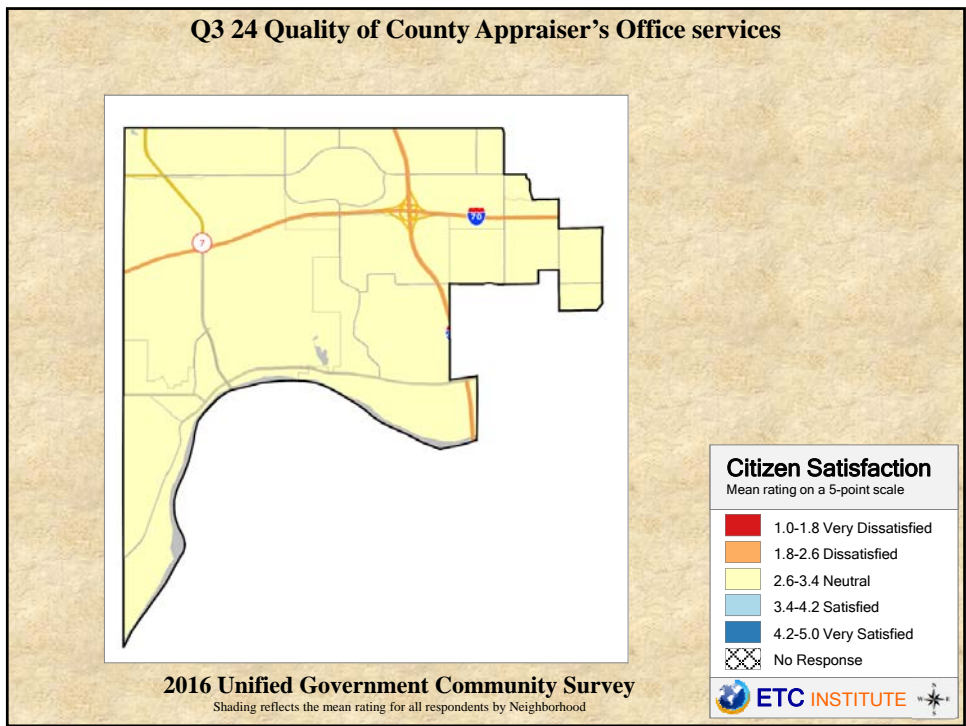 Q3 24 Quality of County Appraiser's Office services
70
7
Citizen Satisfaction
Mean rating on a 5-point scale
1.0-1.8 Very Dissatisfied
1.8-2.6 Dissatisfied
2.6-3.4 Neutral
3.4-4.2 Satisfied
4.2-5.0 Very Satisfied
No Response
ETC INSTITUTE
2016 Unified Government Community Survey
Shading reflects the mean rating for all respondents by Neighborhood